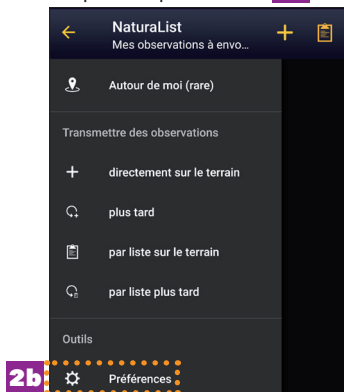 NaturaList
Mes observations à envo...
Autour de moi (rare)
Transmettre des observations
directement sur le terrain
plus tard
par liste sur le terrain
par liste plus tard
Outils
2b
Préférences